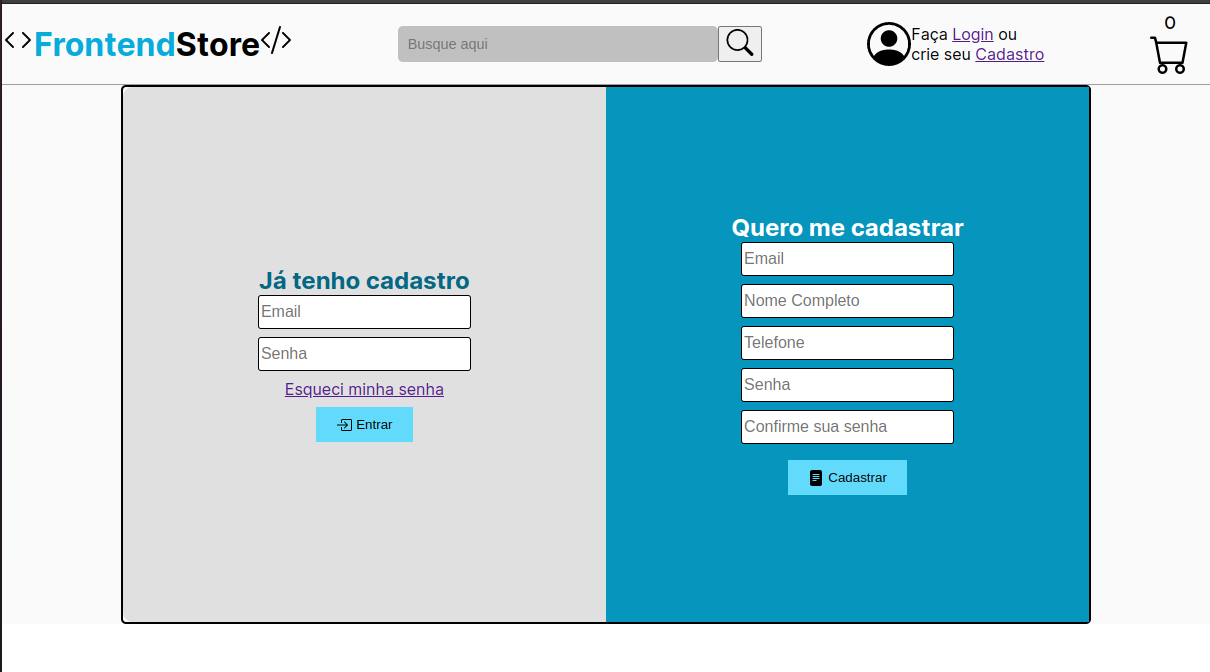 < >FrontendStore</>
Busque aqui
Faça Login ou
crie seu Cadastro
0
Já tenho cadastro
Email
Senha
Esqueci minha senha
Entrar
Quero me cadastrar
Email
Nome Completo
Telefone
Senha
Confirme sua senha
Cadastrar